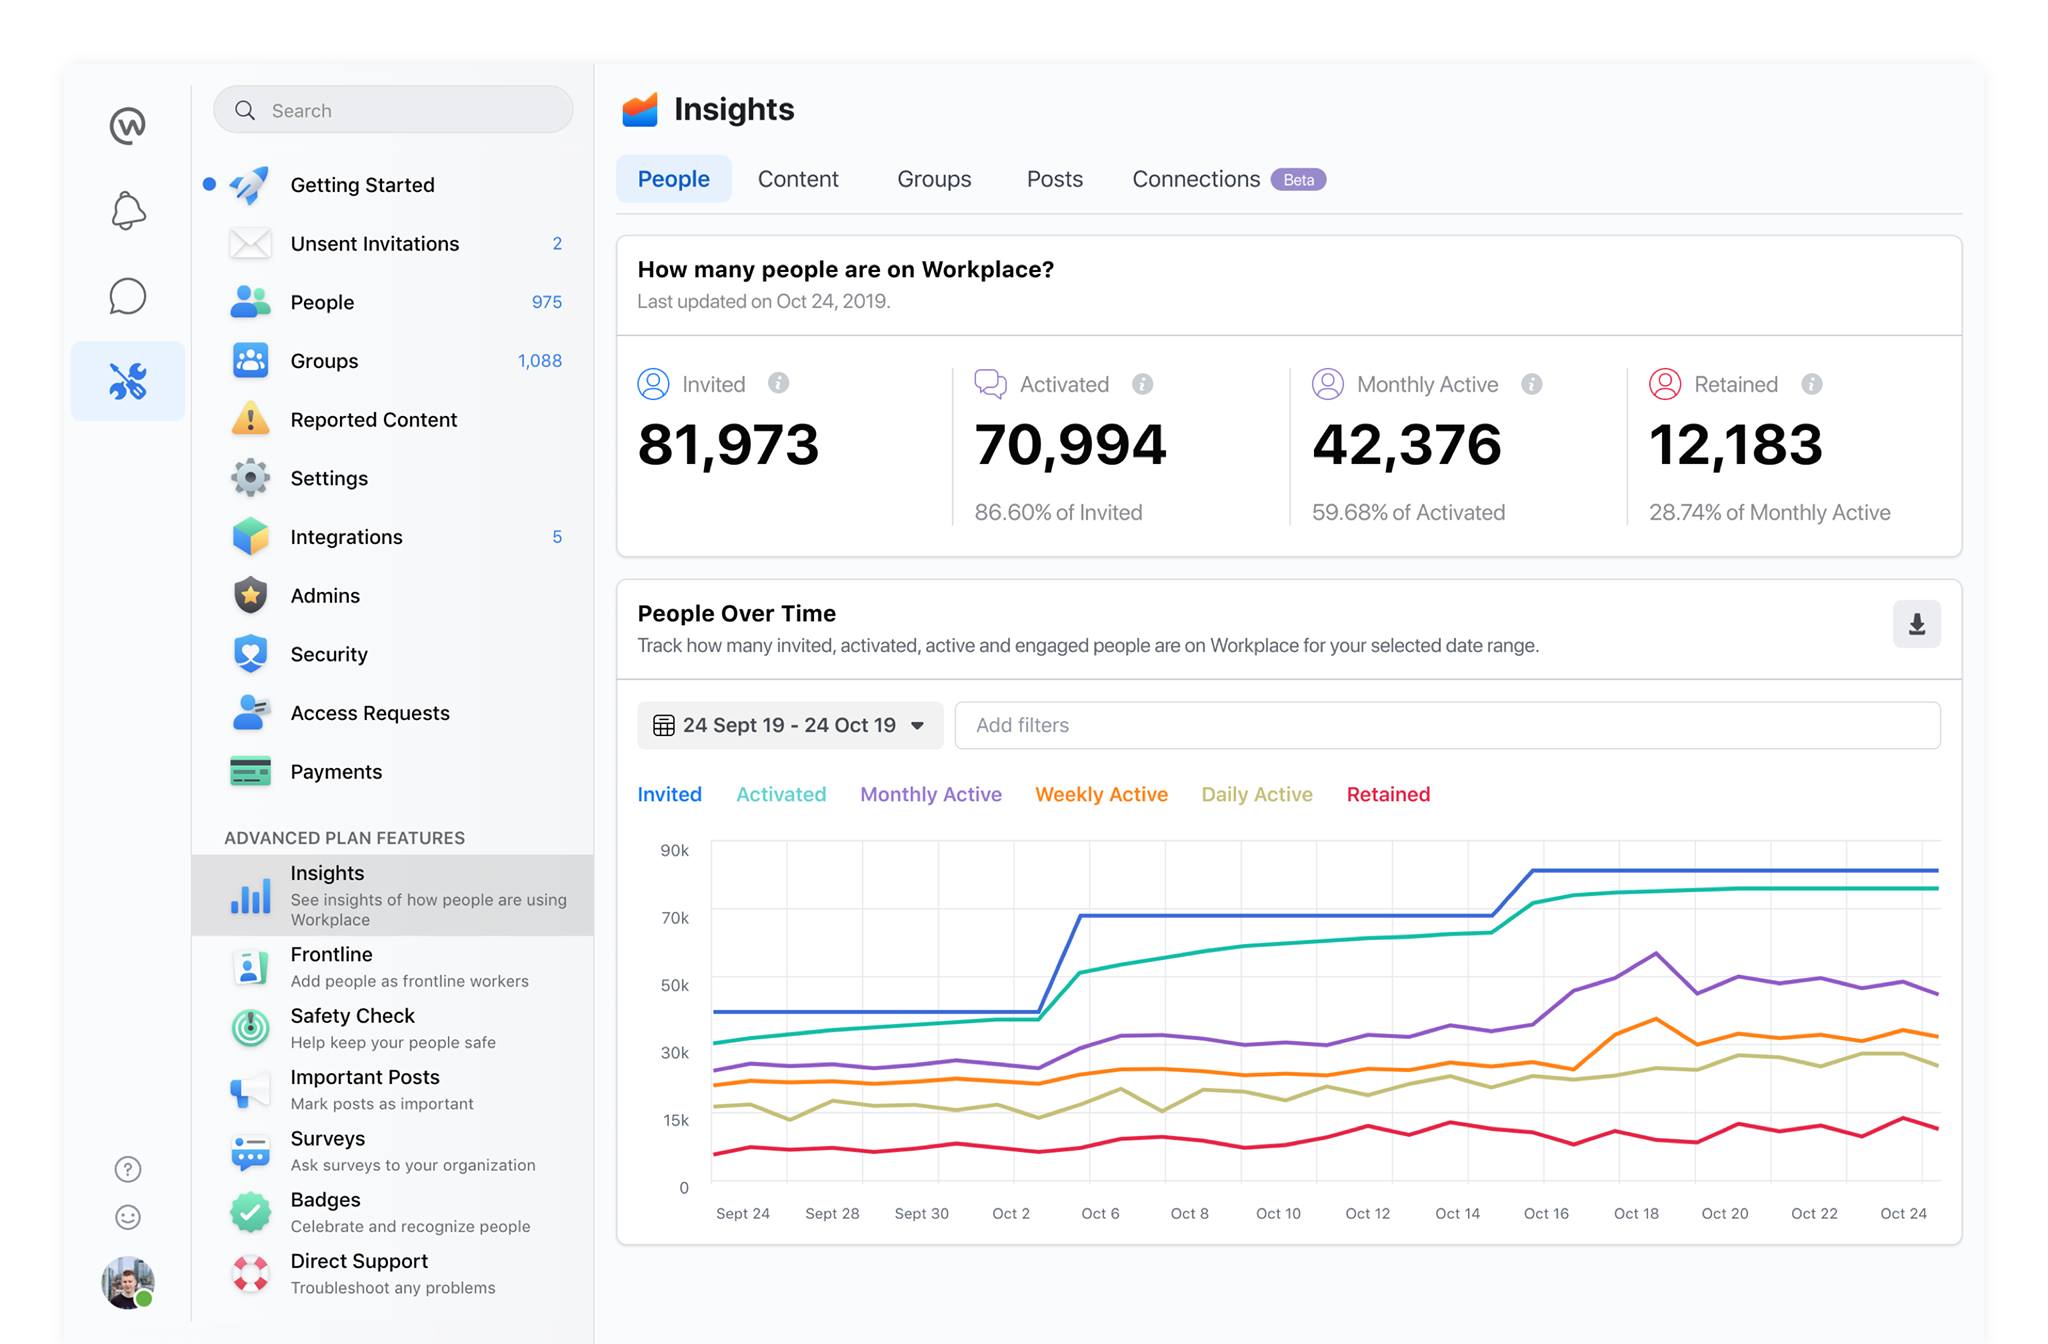 Search
Getting Started
Unsent Invitations 2
People 975
Groups 1,088
Reported Content
Settings
Integrations 5
Admins
Security
Access Requests
Payments
ADVANCED PLAN FEATURES
Insights
See insights of how people are using
Workplace
Frontline
Add people as frontline workers
Safety Check
Help keep your people safe
Important Posts
Mark posts as important
Surveys
Ask surveys to your organization
Badges
Celebrate and recognize people
Direct Support
Troubleshoot any problems
Insights
People Content Groups Posts Connections Beta
How many people are on Workplace?
Last updated on Oct 24, 2019.
Invited Activated Monthly Active Retained
81,973 70,994 42,376 12,183
86.60% of Invited 59.68% of Activated 28.74% of Monthly Active
People Over Time
Track how many invited, activated, active and engaged people are on Workplace for your selected date range.
24 Sept 19 - 24 Oct 19 Add filters
Invited Activated Monthly Active Weekly Active Daily Active Retained
90k
70k
50k
30k
15k
0
Sept 24 Sept 28 Sept 30 Oct 2 Oct 6 Oct 8 Oct 10 Oct 12 Oct 14 Oct 16 Oct 18 Oct 20 Oct 22 Oct 24